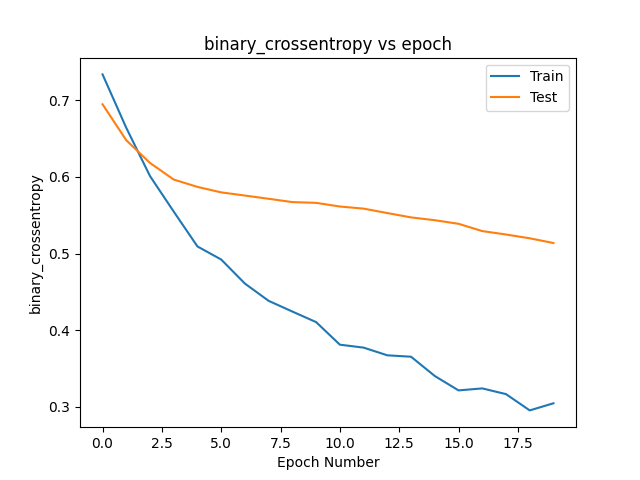 binary_crossentropy vs epoch
Train
Test
binary_crossentropy
0.7
0.6
0.5
0.4
0.3
0.0 2.5 5.0 7.5 10.0 12.5 15.0 17.5
Epoch Number